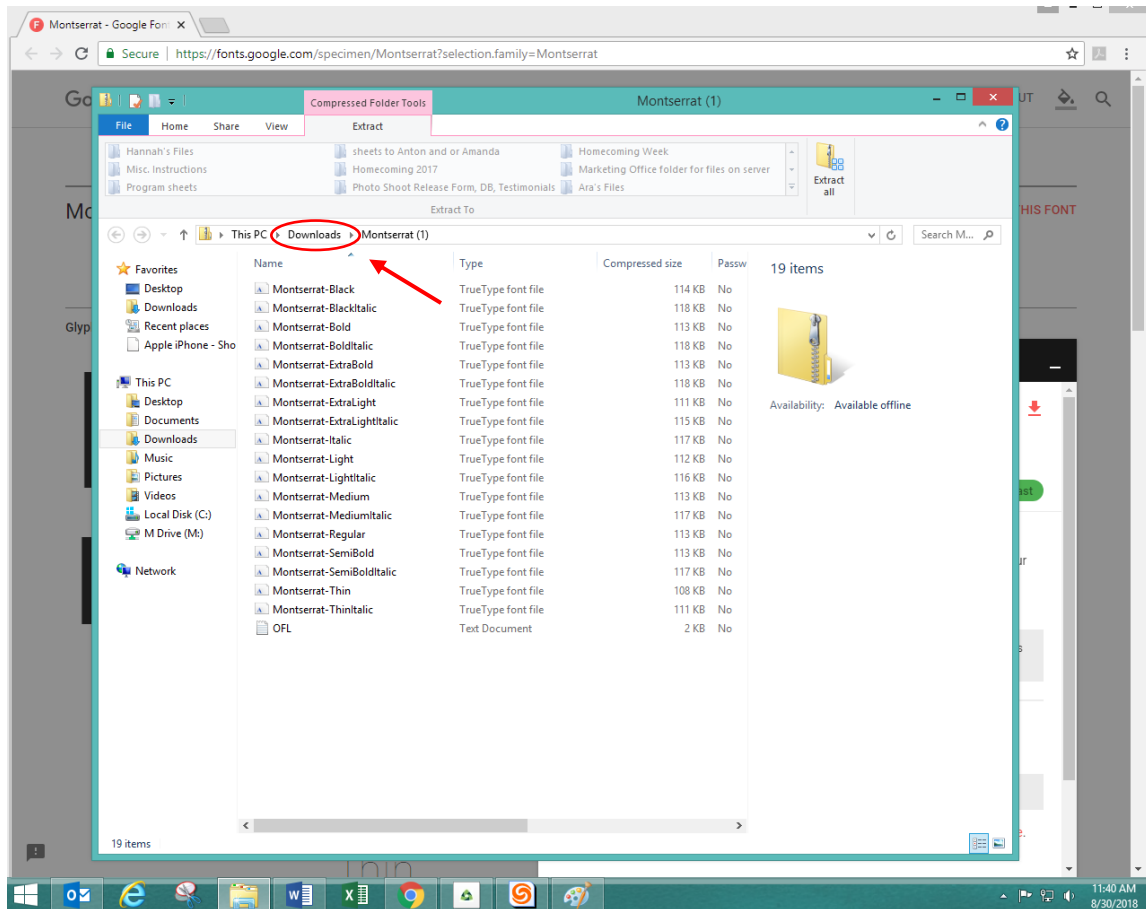 Montserrat - Google Fon
Secure | https://fonts.google.com/specimen/Montserrat?selection.family=Montserrat
Go
UT
Compressed Folder Tools
Montserrat (1)
File Home Share View Extract
Hannah's Files
sheets to Anton and or Amanda
Homecoming Week
Misc. Instructions
Homecoming 2017
Marketing Office folder for files on server
Program sheets
Photo Shoot Release Form, DB, Testimonials
Ara's Files
Extract all
Extract To
Mo
HIS FONT
This PC Downloads Montserrat (1)
Search M...
Name Type Compressed size Passw
19 items
Favorites
Desktop
Downloads
Recent places
Apple iPhone - Sho
This PC
Desktop
Documents
Downloads
Music
Pictures
Videos
Local Disk (C:)
M Drive (M:)
Network
Glyp
Montserrat-Black TrueType font file 114 KB No
Montserrat-BlackItalic TrueType font file 118 KB No
Montserrat-Bold TrueType font file 113 KB No
Montserrat-BoldItalic TrueType font file 118 KB No
Montserrat-ExtraBold TrueType font file 113 KB No
Montserrat-ExtraBoldItalic TrueType font file 118 KB No
Montserrat-ExtraLight TrueType font file 111 KB No
Montserrat-ExtraLightItalic TrueType font file 115 KB No
Montserrat-Italic TrueType font file 117 KB No
Montserrat-Light TrueType font file 112 KB No
Montserrat-LightItalic TrueType font file 116 KB No
Montserrat-Medium TrueType font file 113 KB No
Montserrat-MediumItalic TrueType font file 117 KB No
Montserrat-Regular TrueType font file 113 KB No
Montserrat-SemiBold TrueType font file 113 KB No
Montserrat-SemiBoldItalic TrueType font file 117 KB No
Montserrat-Thin TrueType font file 108 KB No
Montserrat-ThinItalic TrueType font file 111 KB No
OFL Text Document 2 KB No
Availability: Available offline
ast
ur
s
e.
19 items
11:40 AM
8/30/2018